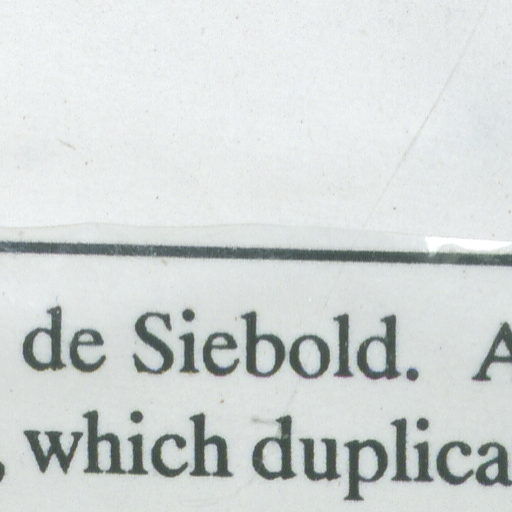 de Siebold. A
, which duplica